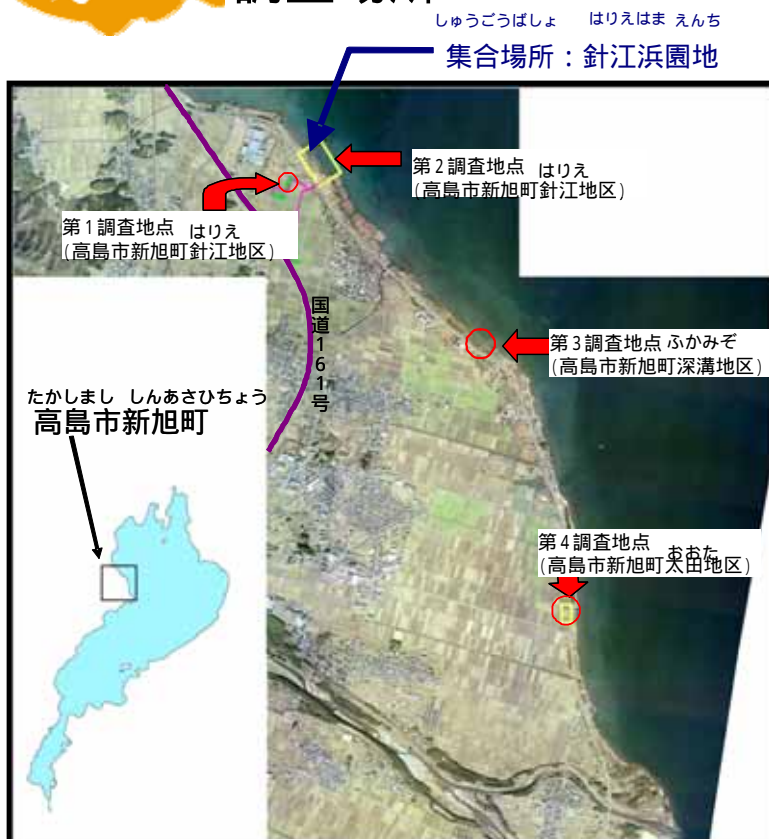 しゅうごうばしょ はりえはま えんち
集合場所：針江浜園地
第2調査地点 はりえ
(高島市新旭町針江地区)
第1調査地点 はりえ
(高島市新旭町針江地区)
国道161号
第3調査地点 ふかみぞ
(高島市新旭町深溝地区)
たかしまし しんあさひちょう
高島市新旭町
第4調査地点 おおた
(高島市新旭町太田地区)